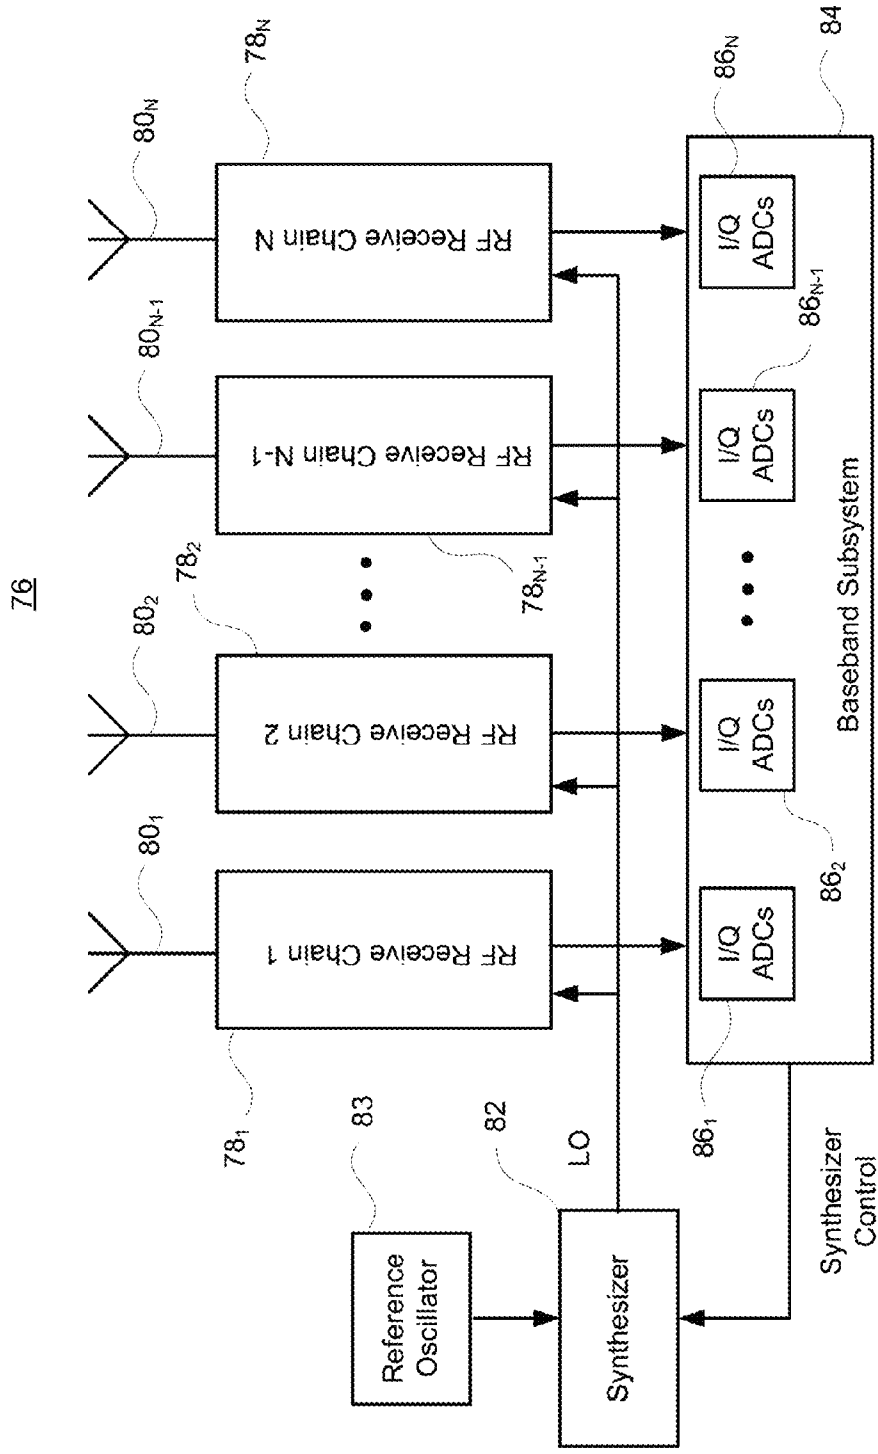 76
80₁
80₂
80N-1
80N
78₁
78₂
78N-1
78N
RF Receive Chain 1
RF Receive Chain 2
RF Receive Chain N-1
RF Receive Chain N
Reference
Oscillator
83
Synthesizer
82
LO
Synthesizer
Control
I/Q
ADCs
86₁
I/Q
ADCs
86₂
I/Q
ADCs
86N-1
I/Q
ADCs
86N
Baseband Subsystem
84